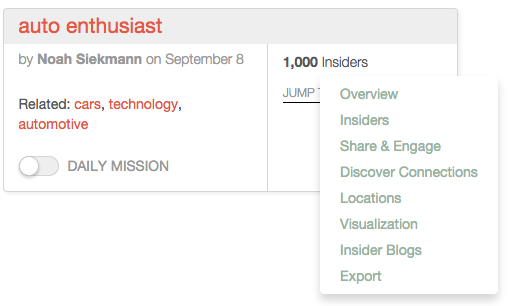 auto enthusiast
by Noah Siekmann on September 8
Related: cars, technology,
automotive
DAILY MISSION
1,000 Insiders
JUMP
Overview
Insiders
Share & Engage
Discover Connections
Locations
Visualization
Insider Blogs
Export